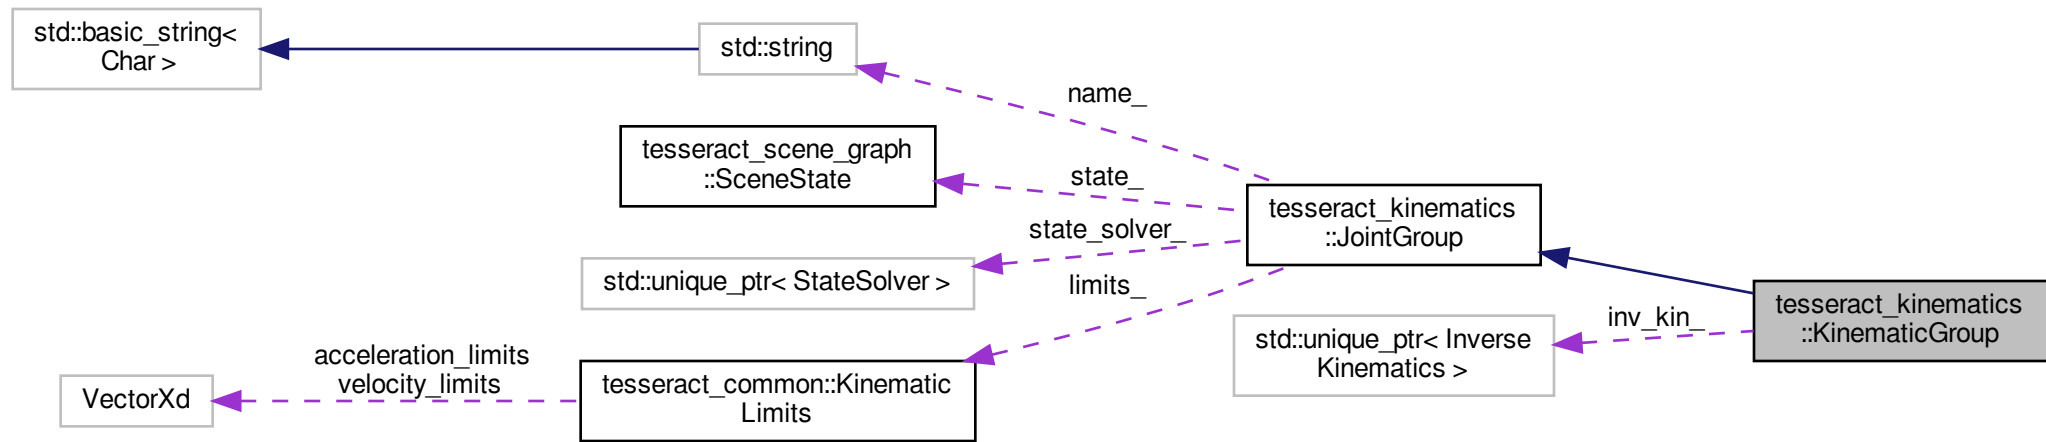 std::basic_string<
Char >
std::string
name_
tesseract_scene_graph
::SceneState
state_
state_solver_
std::unique_ptr< StateSolver >
limits_
tesseract_kinematics
::JointGroup
tesseract_kinematics
::KinematicGroup
inv_kin_
std::unique_ptr< Inverse
Kinematics >
acceleration_limits
velocity_limits
VectorXd
tesseract_common::Kinematic
Limits